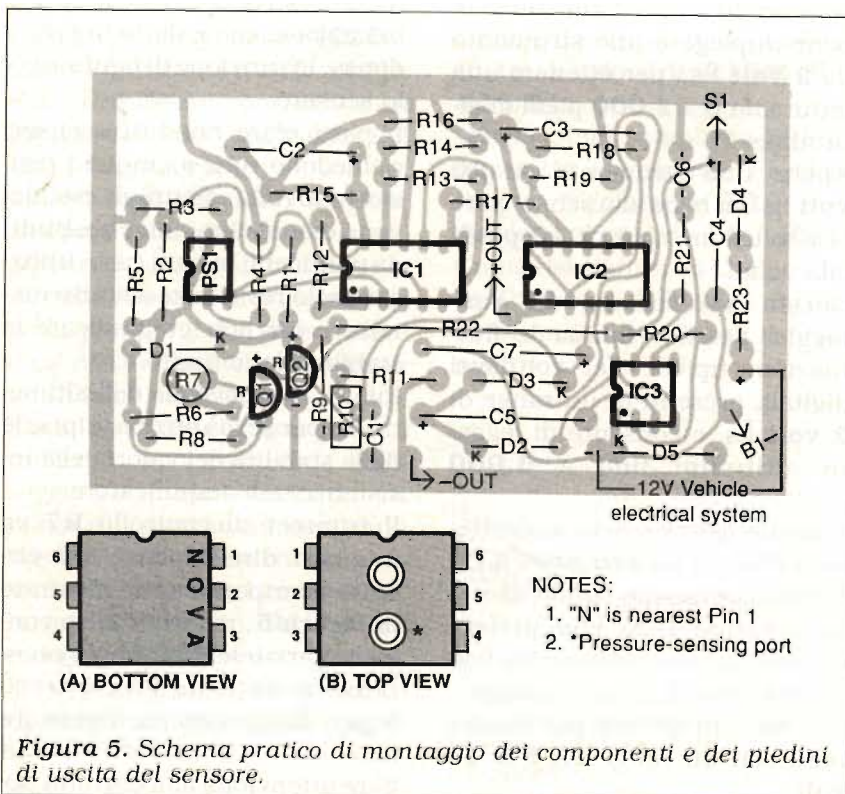 R16
C3
S1
C2
R14
R18
C6
K
R15
R13
R19
R17
C4
D4
R3
R5
R2
PS1
R4
R1
R12
IC1
+OUT
IC2
R21
R23
R22
R20
D1
K
C7
R7
R
Q1
R
Q2
R9
R10
R11
D3
K
IC3
R6
R8
C1
C5
D2
K
D5
B1
–OUT
12V Vehicle
electrical system
6 NOVA 1
5 2
4 3
(A) BOTTOM VIEW
1 6
2 5
3 * 4
(B) TOP VIEW
NOTES:
1. "N" is nearest Pin 1
2. *Pressure-sensing port
Figura 5. Schema pratico di montaggio dei componenti e dei piedini
di uscita del sensore.